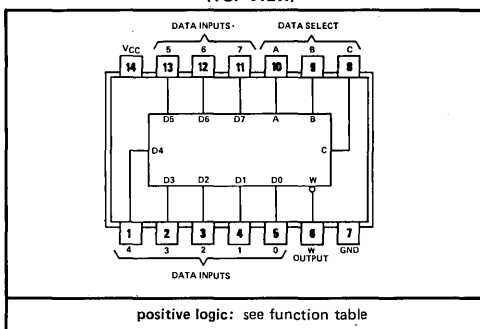 (TOP VIEW)
DATA INPUTS DATA SELECT
VCC 5 6 7 A B C
14 13 12 11 10 9 8
D5 D6 D7 A B
D4 C
D3 D2 D1 D0 W
1 2 3 4 5 6 7
4 3 2 1 0 W GND
OUTPUT
DATA INPUTS
positive logic: see function table